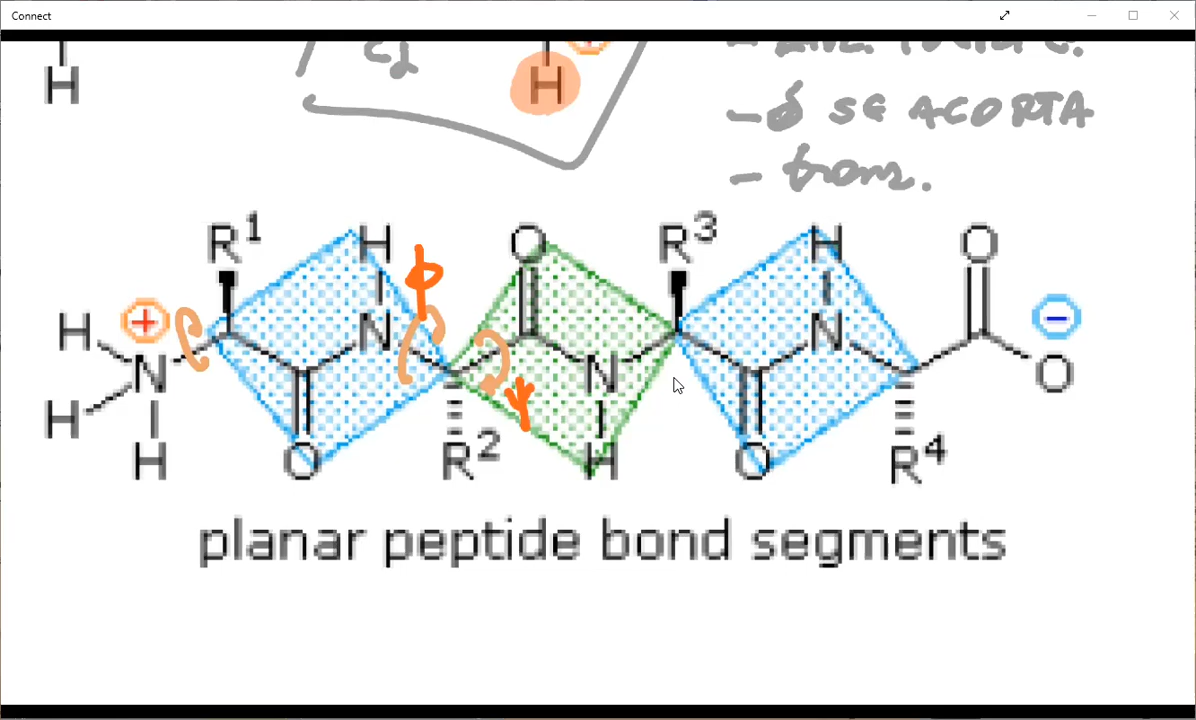 Connect
H
H
- se acorta
- trans.
R1 H O R3 H O
H + N N −
N N O
H H O R2 H O R4
planar peptide bond segments
φ
ψ